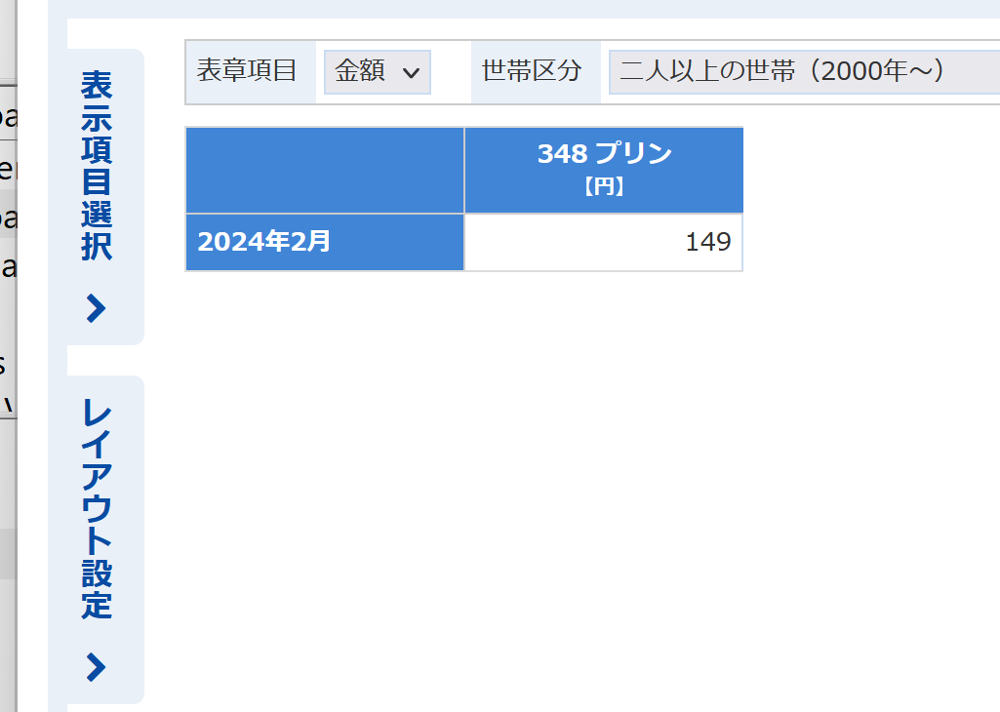 表章項目 金額 世帯区分 二人以上の世帯（2000年～）
348 プリン
【円】
2024年2月 149
表示項目選択
レイアウト設定